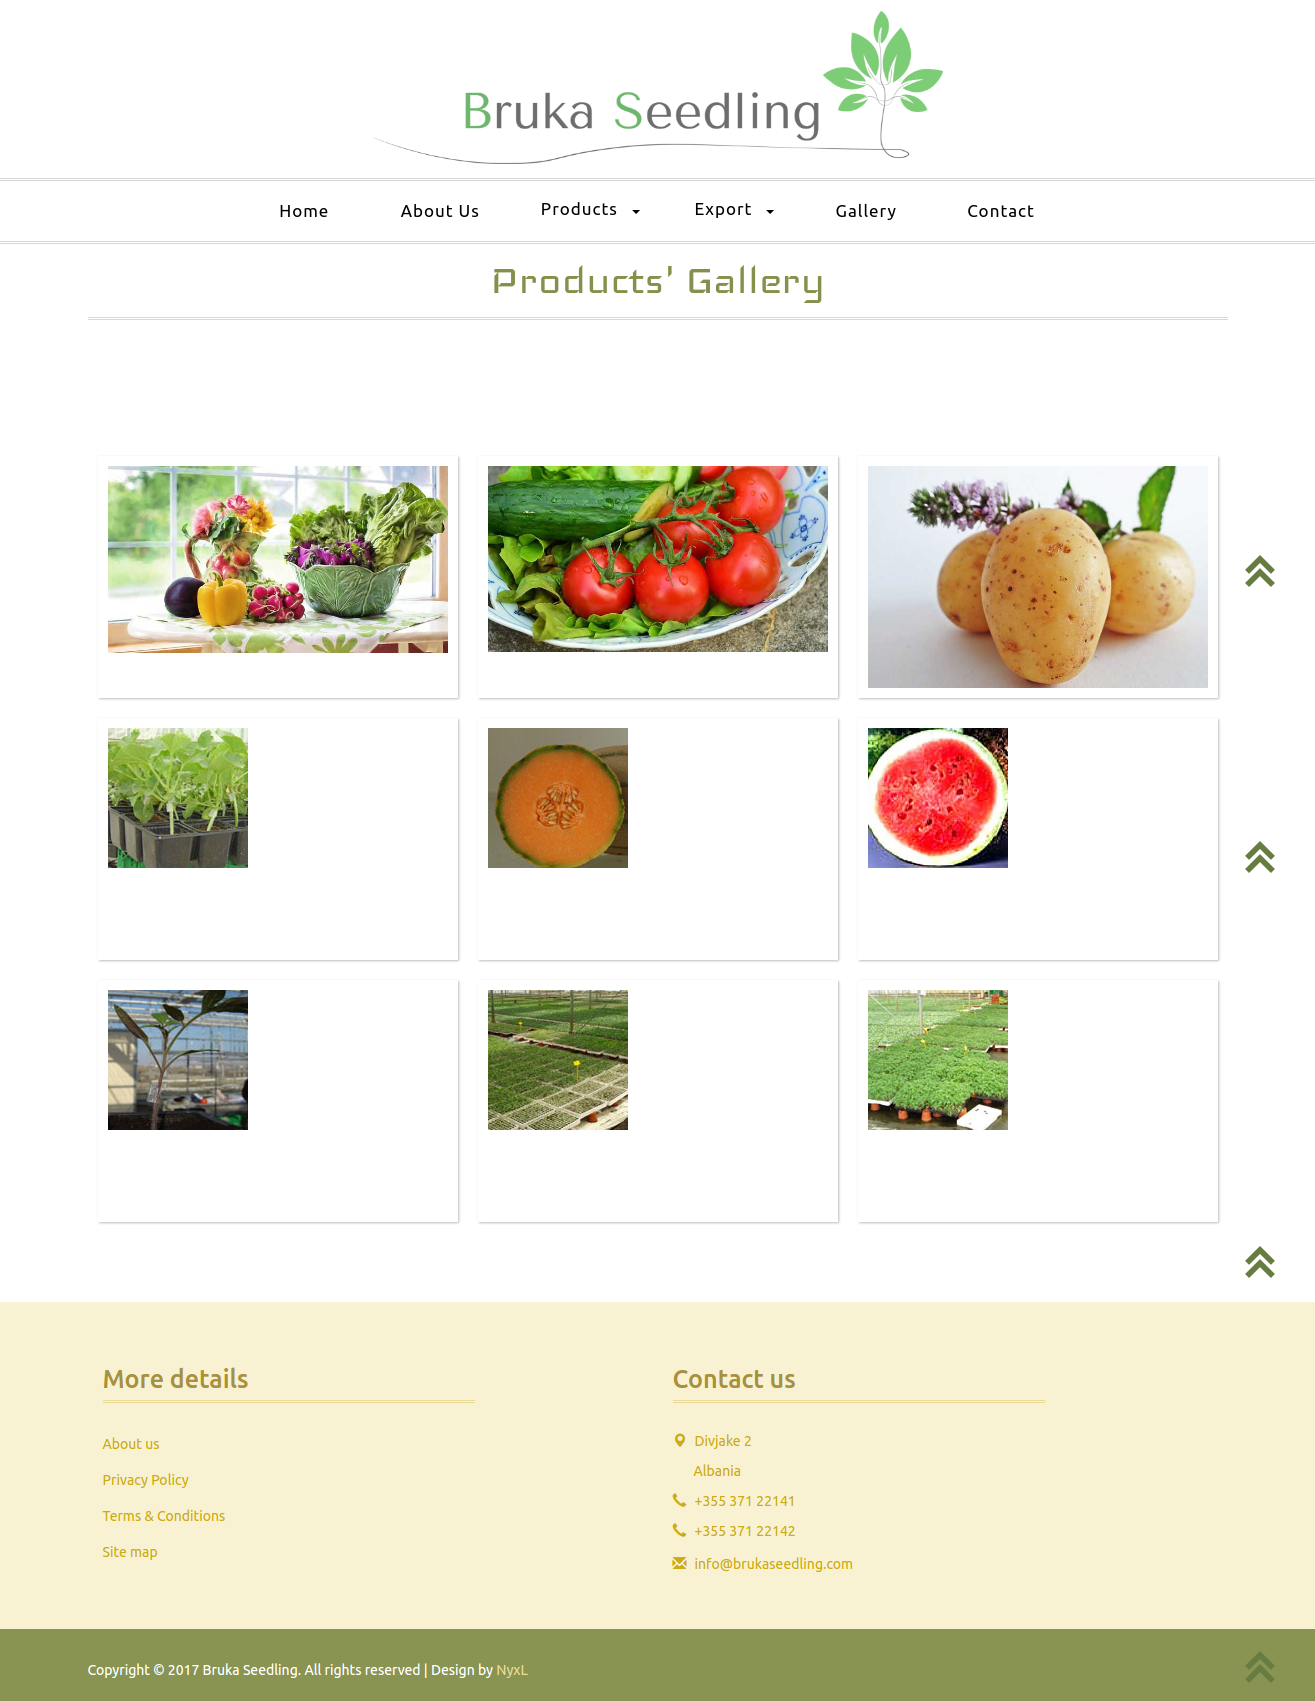 Bruka Seedling
Home About Us Products Export Gallery Contact
Products' Gallery
More details
About us
Privacy Policy
Terms & Conditions
Site map
Contact us
Divjake 2
Albania
+355 371 22141
+355 371 22142
info@brukaseedling.com
Copyright © 2017 Bruka Seedling. All rights reserved | Design by NyxL